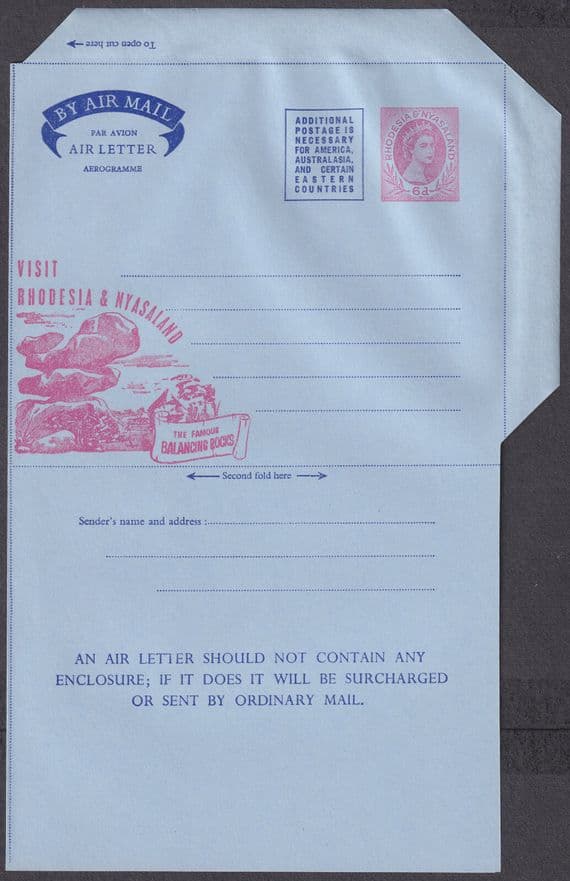 To open cut here
BY AIR MAIL
PAR AVION
AIR LETTER
AEROGRAMME
ADDITIONAL
POSTAGE IS
NECESSARY
FOR AMERICA,
AUSTRALASIA,
AND CERTAIN
EASTERN
COUNTRIES
RHODESIA & NYASALAND
6d
VISIT
RHODESIA & NYASALAND
THE FAMOUS
BALANCING ROCKS
Second fold here
Sender's name and address :
AN AIR LETTER SHOULD NOT CONTAIN ANY
ENCLOSURE; IF IT DOES IT WILL BE SURCHARGED
OR SENT BY ORDINARY MAIL.